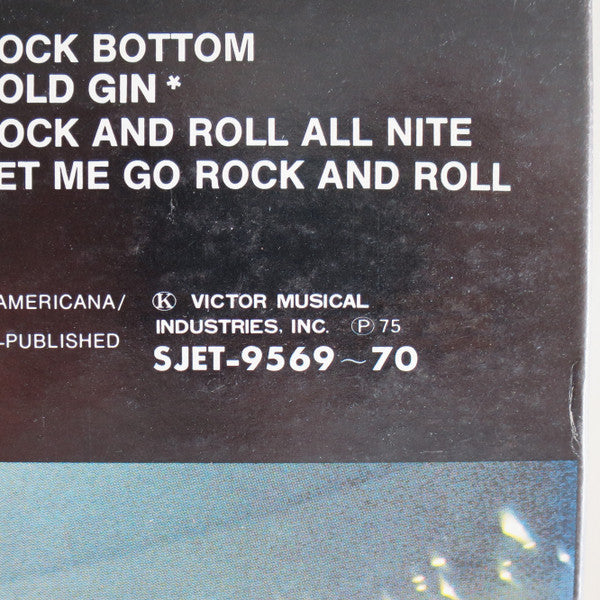 OCK BOTTOM
OLD GIN*
OCK AND ROLL ALL NITE
ET ME GO ROCK AND ROLL
AMERICANA/
-PUBLISHED
Ⓚ VICTOR MUSICAL
INDUSTRIES, INC. Ⓟ 75
SJET-9569~70